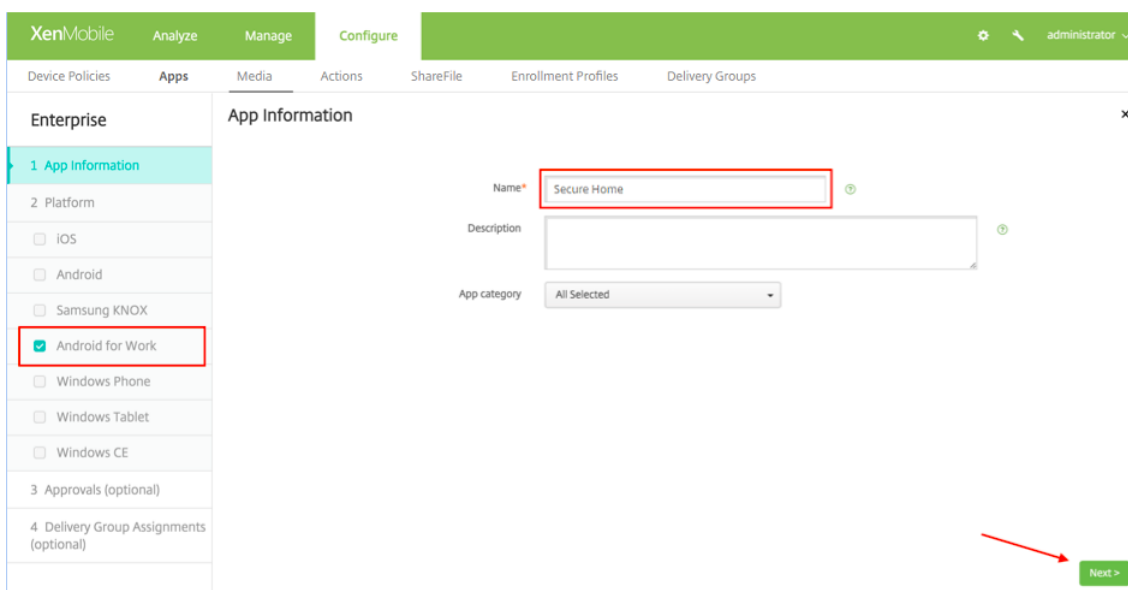 XenMobile Analyze Manage Configure administrator
Device Policies Apps Media Actions ShareFile Enrollment Profiles Delivery Groups
Enterprise
1 App Information
2 Platform
iOS
Android
Samsung KNOX
Android for Work
Windows Phone
Windows Tablet
Windows CE
3 Approvals (optional)
4 Delivery Group Assignments
(optional)
App Information
Name* Secure Home
Description
App category All Selected
Next >